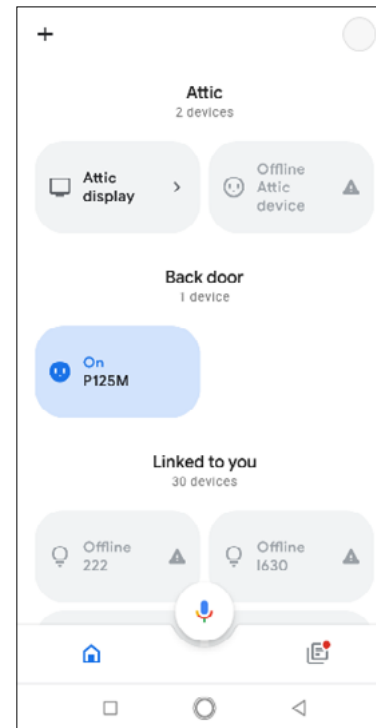 +
Attic
2 devices
Attic
display
Offline
Attic
device
Back door
1 device
On
P125M
Linked to you
30 devices
Offline
222
Offline
l630